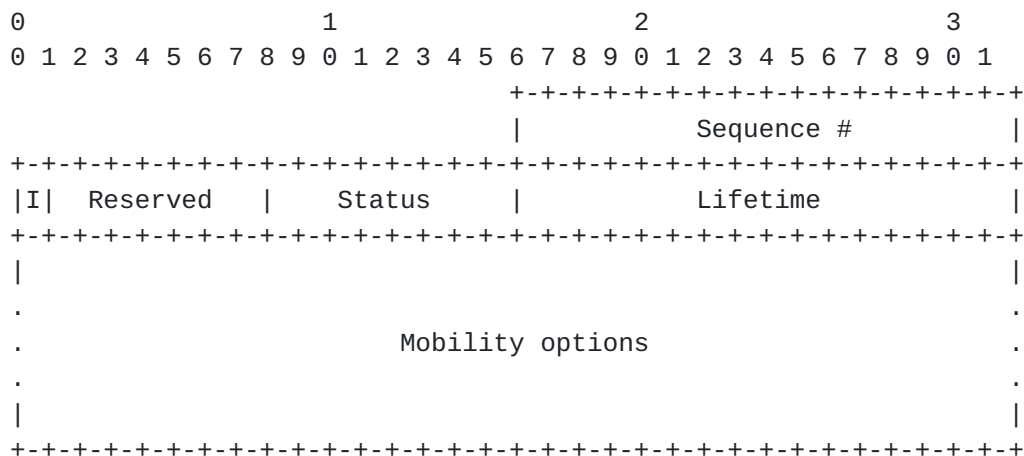 0                   1                   2                   3
0 1 2 3 4 5 6 7 8 9 0 1 2 3 4 5 6 7 8 9 0 1 2 3 4 5 6 7 8 9 0 1
                                +-+-+-+-+-+-+-+-+-+-+-+-+-+-+-+-+
                                |           Sequence #          |
+-+-+-+-+-+-+-+-+-+-+-+-+-+-+-+-+-+-+-+-+-+-+-+-+-+-+-+-+-+-+-+-+
|I|  Reserved   |    Status     |           Lifetime            |
+-+-+-+-+-+-+-+-+-+-+-+-+-+-+-+-+-+-+-+-+-+-+-+-+-+-+-+-+-+-+-+-+
|                                                               |
.                                                               .
.                        Mobility options                       .
.                                                               .
|                                                               |
+-+-+-+-+-+-+-+-+-+-+-+-+-+-+-+-+-+-+-+-+-+-+-+-+-+-+-+-+-+-+-+-+